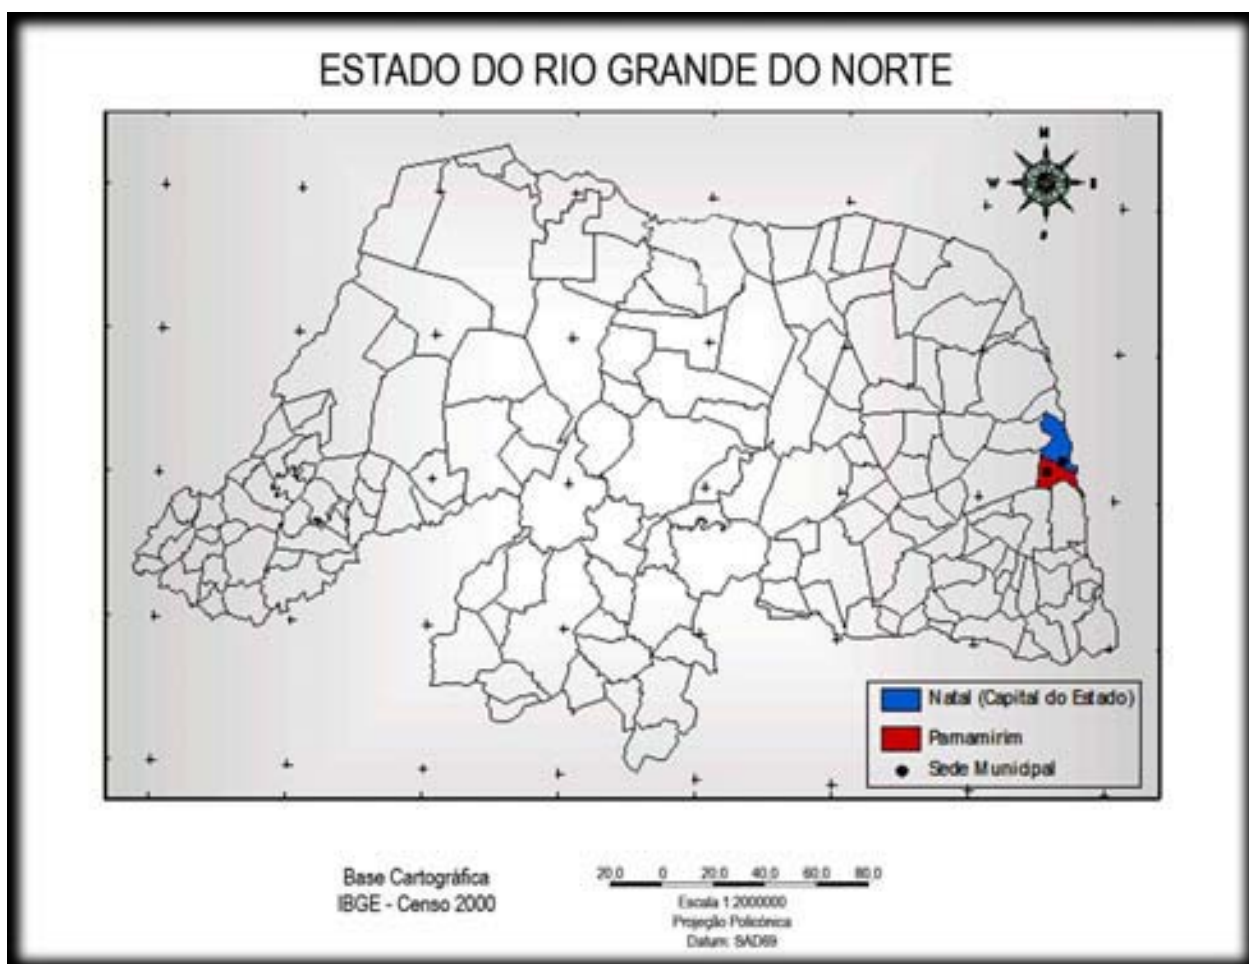 ESTADO DO RIO GRANDE DO NORTE
N
W E
S
Natal (Capital do Estado)
Parnamirim
Sede Municipal
Base Cartográfica
IBGE - Censo 2000
20,0 0 20,0 40,0 60,0 80,0
Escala 1:2000000
Projeção Policônica
Datum: SAD69